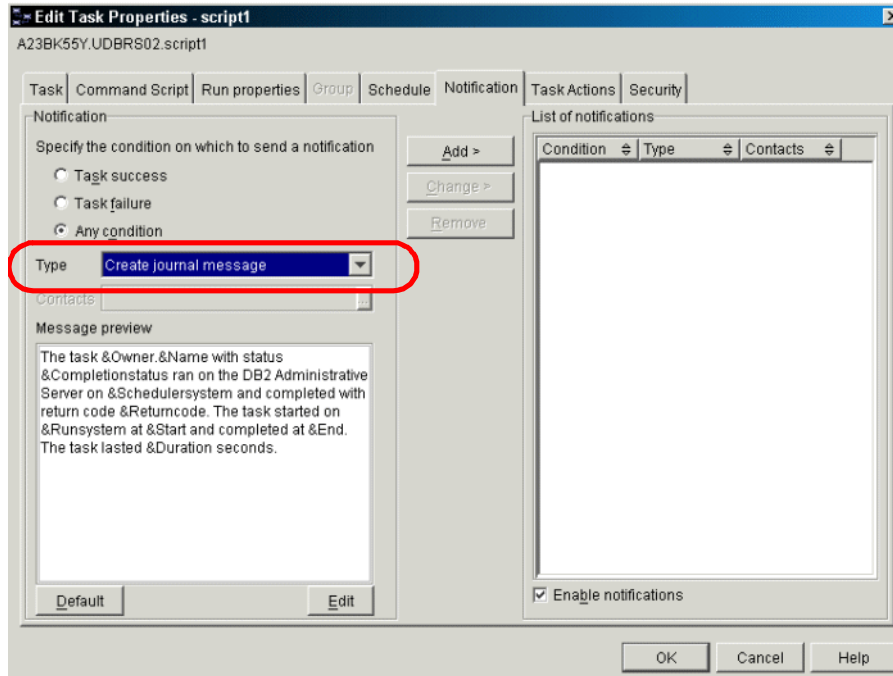 Edit Task Properties - script1
A23BK55Y.UDBRS02.script1
Task Command Script Run properties Group Schedule Notification Task Actions Security
Notification
Specify the condition on which to send a notification
Task success
Task failure
Any condition
Type Create journal message
Contacts ...
Message preview
The task &Owner.&Name with status
&Completionstatus ran on the DB2 Administrative
Server on &Schedulersystem and completed with
return code &Returncode. The task started on
&Runsystem at &Start and completed at &End.
The task lasted &Duration seconds.
Default Edit
Add >
Change >
Remove
List of notifications
Condition Type Contacts
Enable notifications
OK Cancel Help